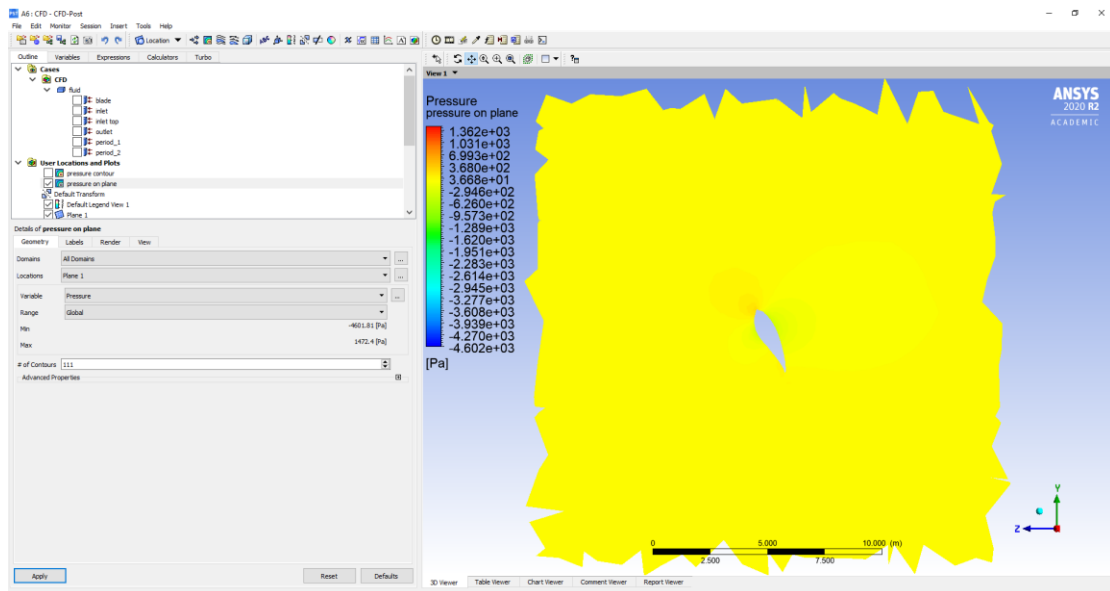 A6 : CFD - CFD-Post
File Edit Monitor Session Insert Tools Help
Location
Outline Variables Expressions Calculators Turbo
Cases
CFD
fluid
blade
inlet
inlet top
outlet
period_1
period_2
User Locations and Plots
pressure contour
pressure on plane
Default Transform
Default Legend View 1
Plane 1
Details of pressure on plane
Geometry Labels Render View
Domains All Domains ...
Locations Plane 1 ...
Variable Pressure ...
Range Global
Min -4601.81 [Pa]
Max 1472.4 [Pa]
# of Contours 111
Advanced Properties
Apply Reset Defaults
View 1
Pressure
pressure on plane
1.362e+03
1.031e+03
6.993e+02
3.680e+02
3.668e+01
-2.946e+02
-6.260e+02
-9.573e+02
-1.289e+03
-1.620e+03
-1.951e+03
-2.283e+03
-2.614e+03
-2.945e+03
-3.277e+03
-3.608e+03
-3.939e+03
-4.270e+03
-4.602e+03
[Pa]
ANSYS
2020 R2
ACADEMIC
Y
Z
0 5.000 10.000 (m)
2.500 7.500
3D Viewer Table Viewer Chart Viewer Comment Viewer Report Viewer